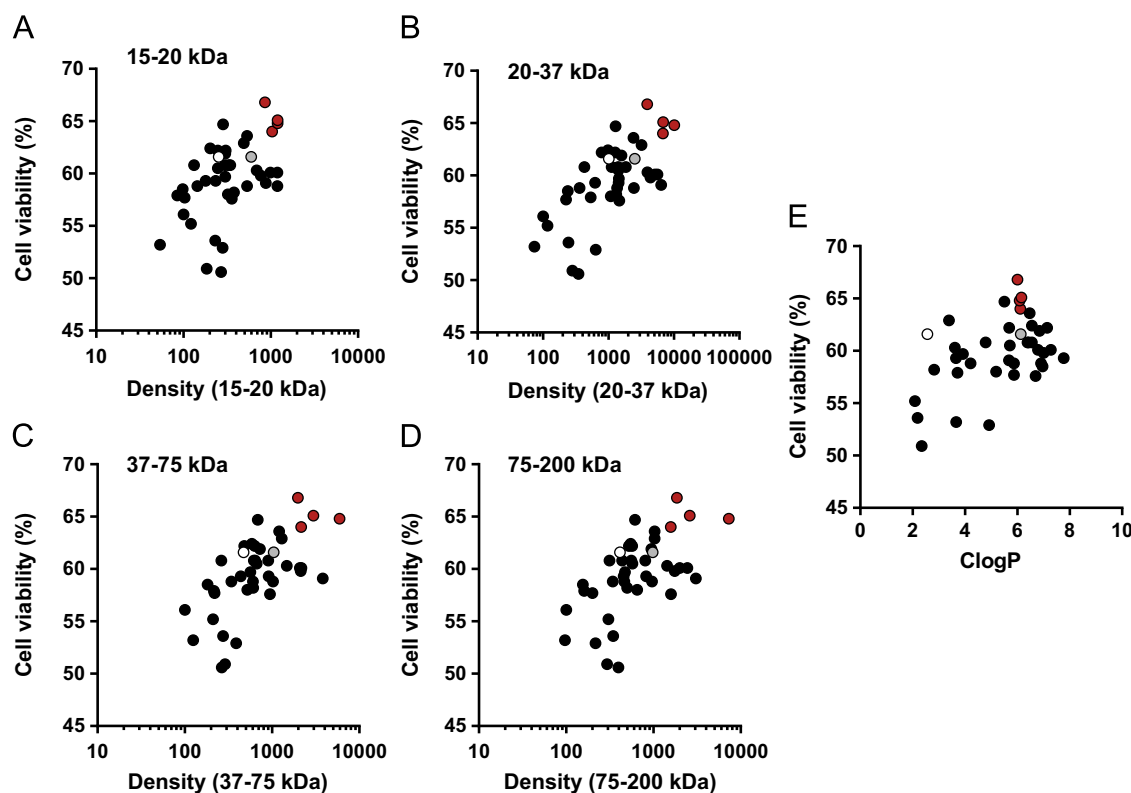 A
15-20 kDa
70
65
60
55
50
45
10 100 1000 10000
Cell viability (%)
Density (15-20 kDa)
B
20-37 kDa
70
65
60
55
50
45
10 100 1000 10000 100000
Cell viability (%)
Density (20-37 kDa)
C
37-75 kDa
70
65
60
55
50
45
10 100 1000 10000
Cell viability (%)
Density (37-75 kDa)
D
75-200 kDa
70
65
60
55
50
45
10 100 1000 10000
Cell viability (%)
Density (75-200 kDa)
E
70
65
60
55
50
45
0 2 4 6 8 10
Cell viability (%)
ClogP